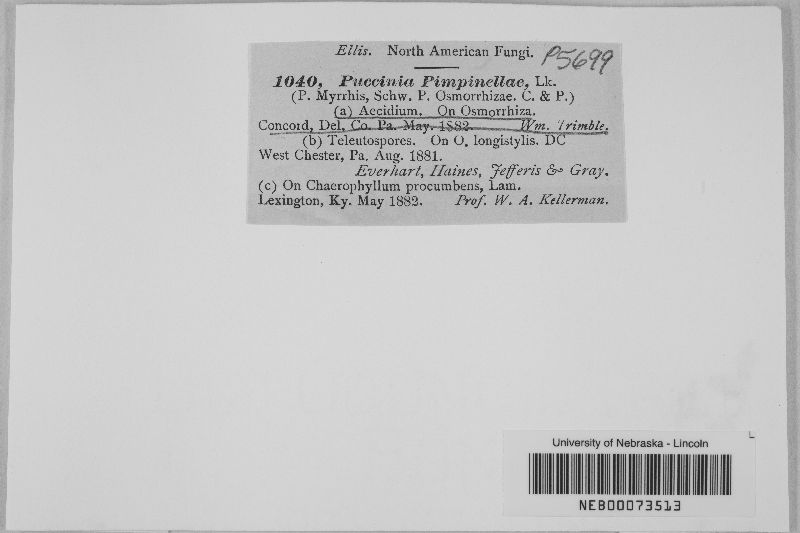 Ellis. North American Fungi. P5699
1040, Puccinia Pimpinellae, Lk.
(P. Myrrhis, Schw. P. Osmorrhizae. C. & P.)
(a) Aecidium. On Osmorrhiza.
Concord, Del. Co. Pa. May. 1882. Wm. Trimble.
(b) Teleutospores. On O. longistylis. DC
West Chester, Pa. Aug. 1881.
Everhart, Haines, Jefferis & Gray.
(c) On Chaerophyllum procumbens, Lam.
Lexington, Ky. May 1882. Prof. W. A. Kellerman.
L
University of Nebraska - Lincoln
NEB00073513